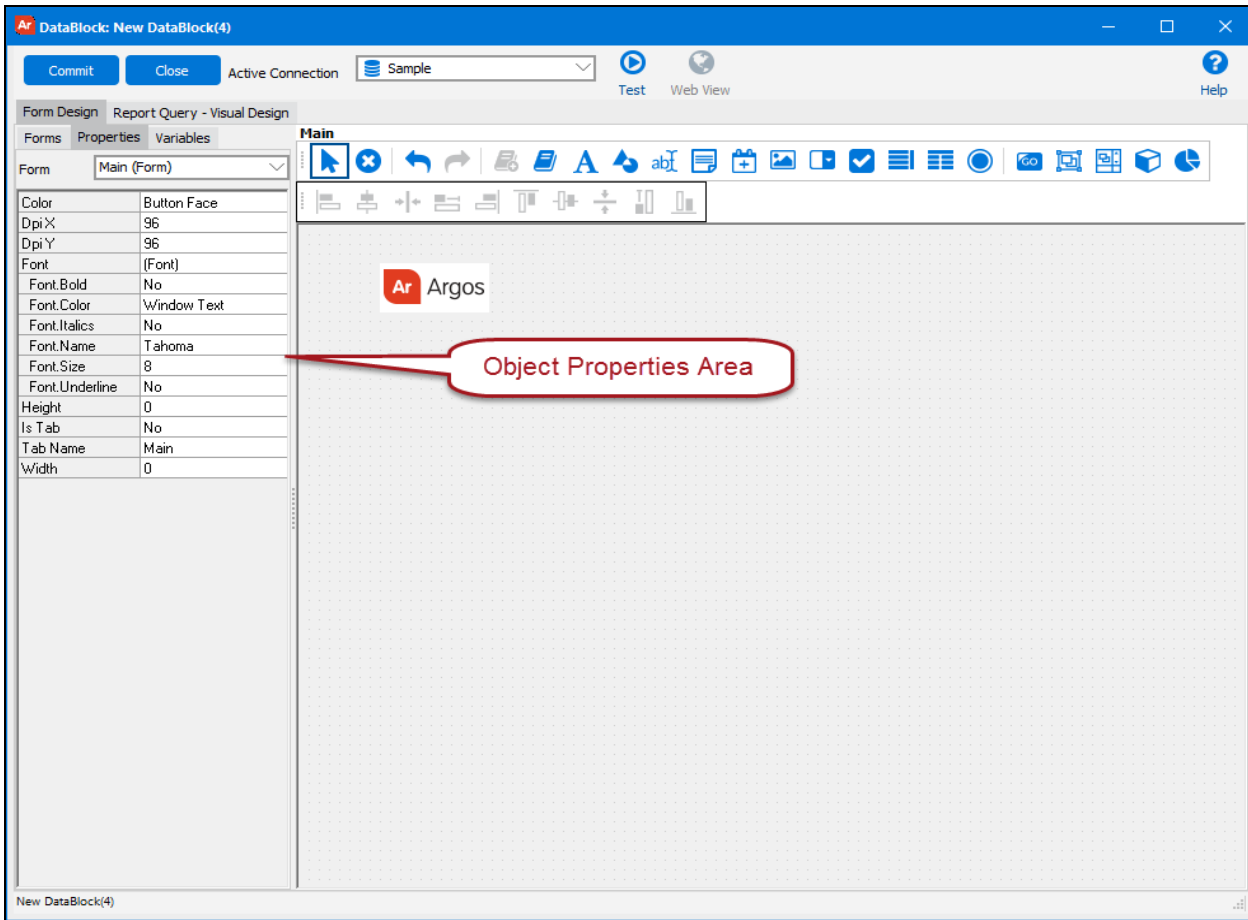 Ar DataBlock: New DataBlock(4)
Commit Close Active Connection Sample
Test Web View Help
Form Design Report Query - Visual Design
Forms Properties Variables
Form Main (Form)
Color Button Face
Dpi X 96
Dpi Y 96
Font (Font)
Font.Bold No
Font.Color Window Text
Font.Italics No
Font.Name Tahoma
Font.Size 8
Font.Underline No
Height 0
Is Tab No
Tab Name Main
Width 0
Main
A abI GO
Ar Argos
Object Properties Area
New DataBlock(4)